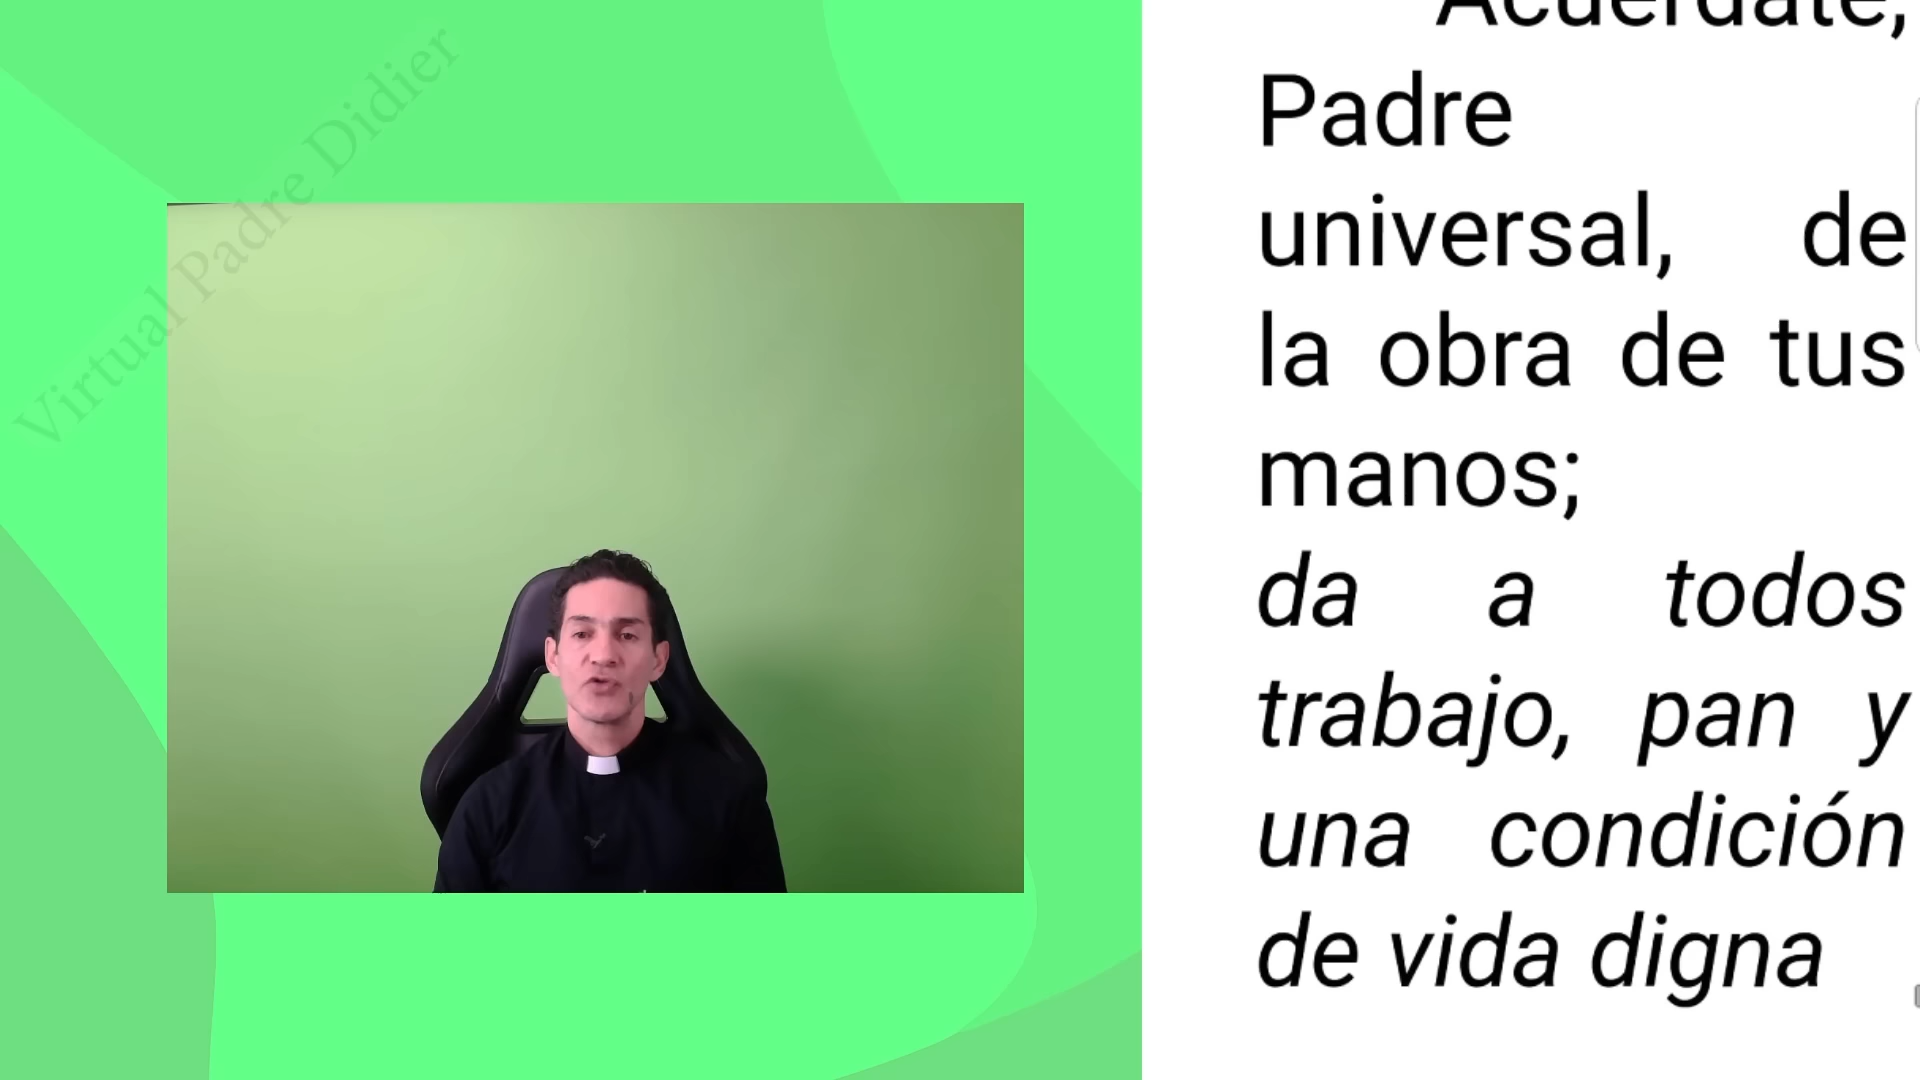 Virtual Padre Didier
Acuérdate,
Padre
universal, de
la obra de tus
manos;
da a todos
trabajo, pan y
una condición
de vida digna